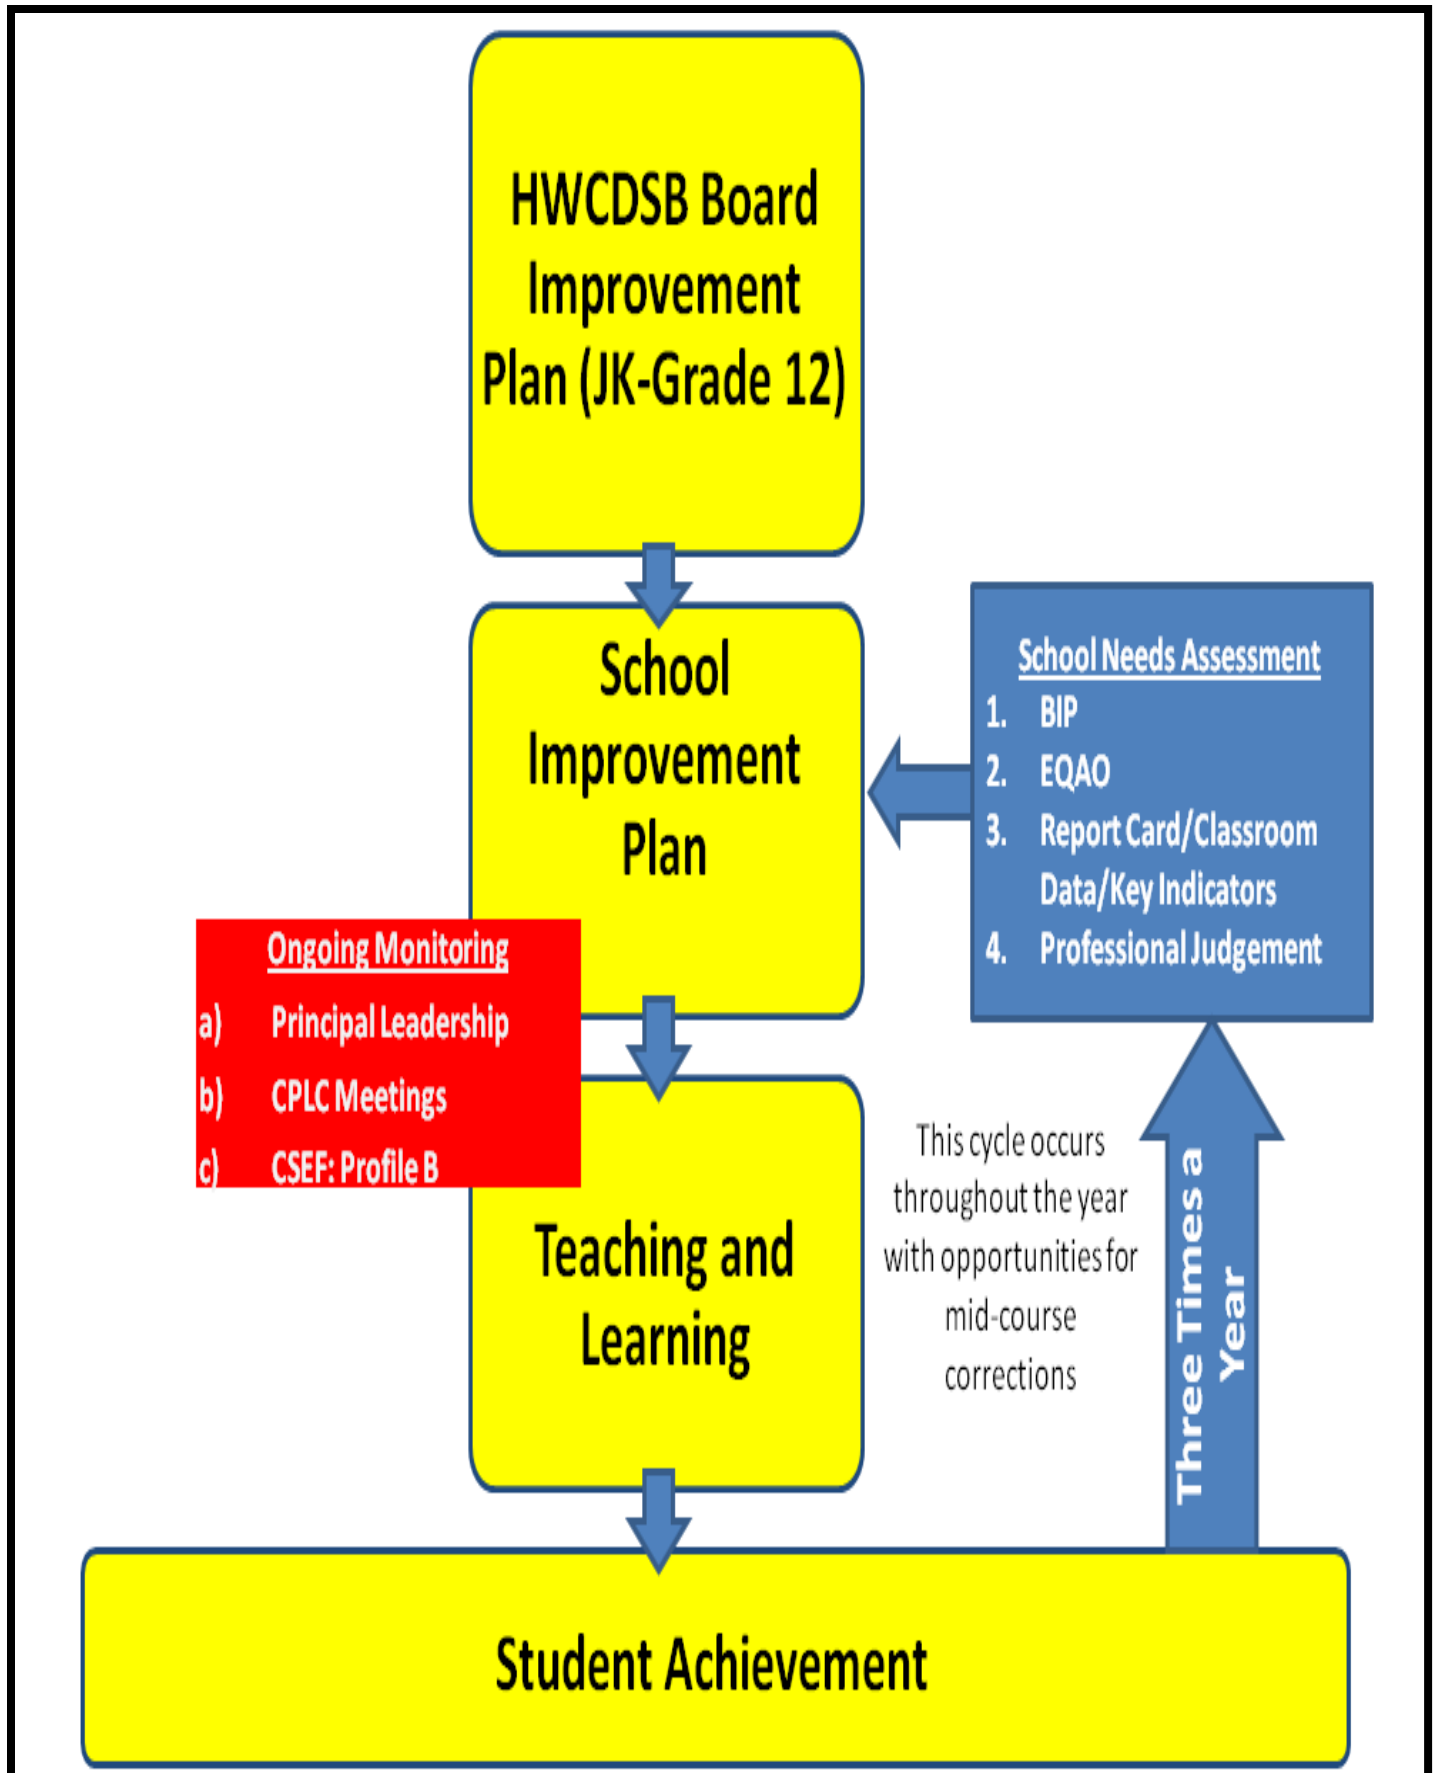 HWCDSB Board
Improvement
Plan (JK-Grade 12)
School
Improvement
Plan
School Needs Assessment
1. BIP
2. EQAO
3. Report Card/Classroom
Data/Key Indicators
4. Professional Judgement
Ongoing Monitoring
a) Principal Leadership
b) CPLC Meetings
c) CSEF: Profile B
Teaching and
Learning
This cycle occurs
throughout the year
with opportunities for
mid-course
corrections
Three Times a
Year
Student Achievement